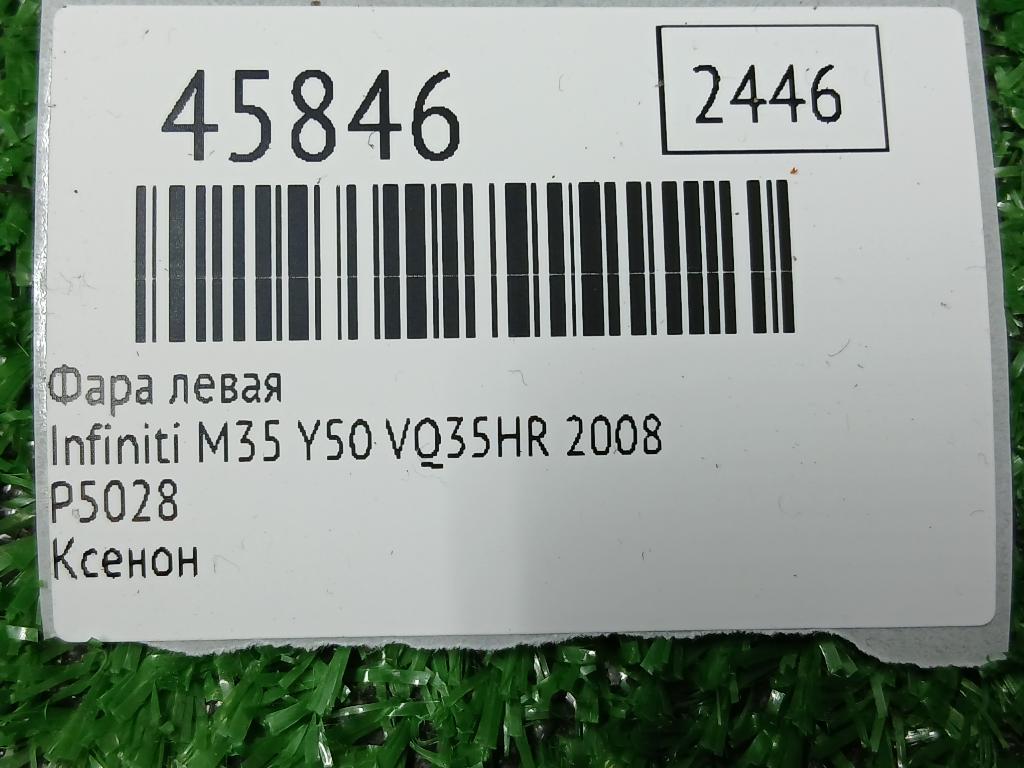 45846
2446
Фара левая
Infiniti M35 Y50 VQ35HR 2008
P5028
Ксенон